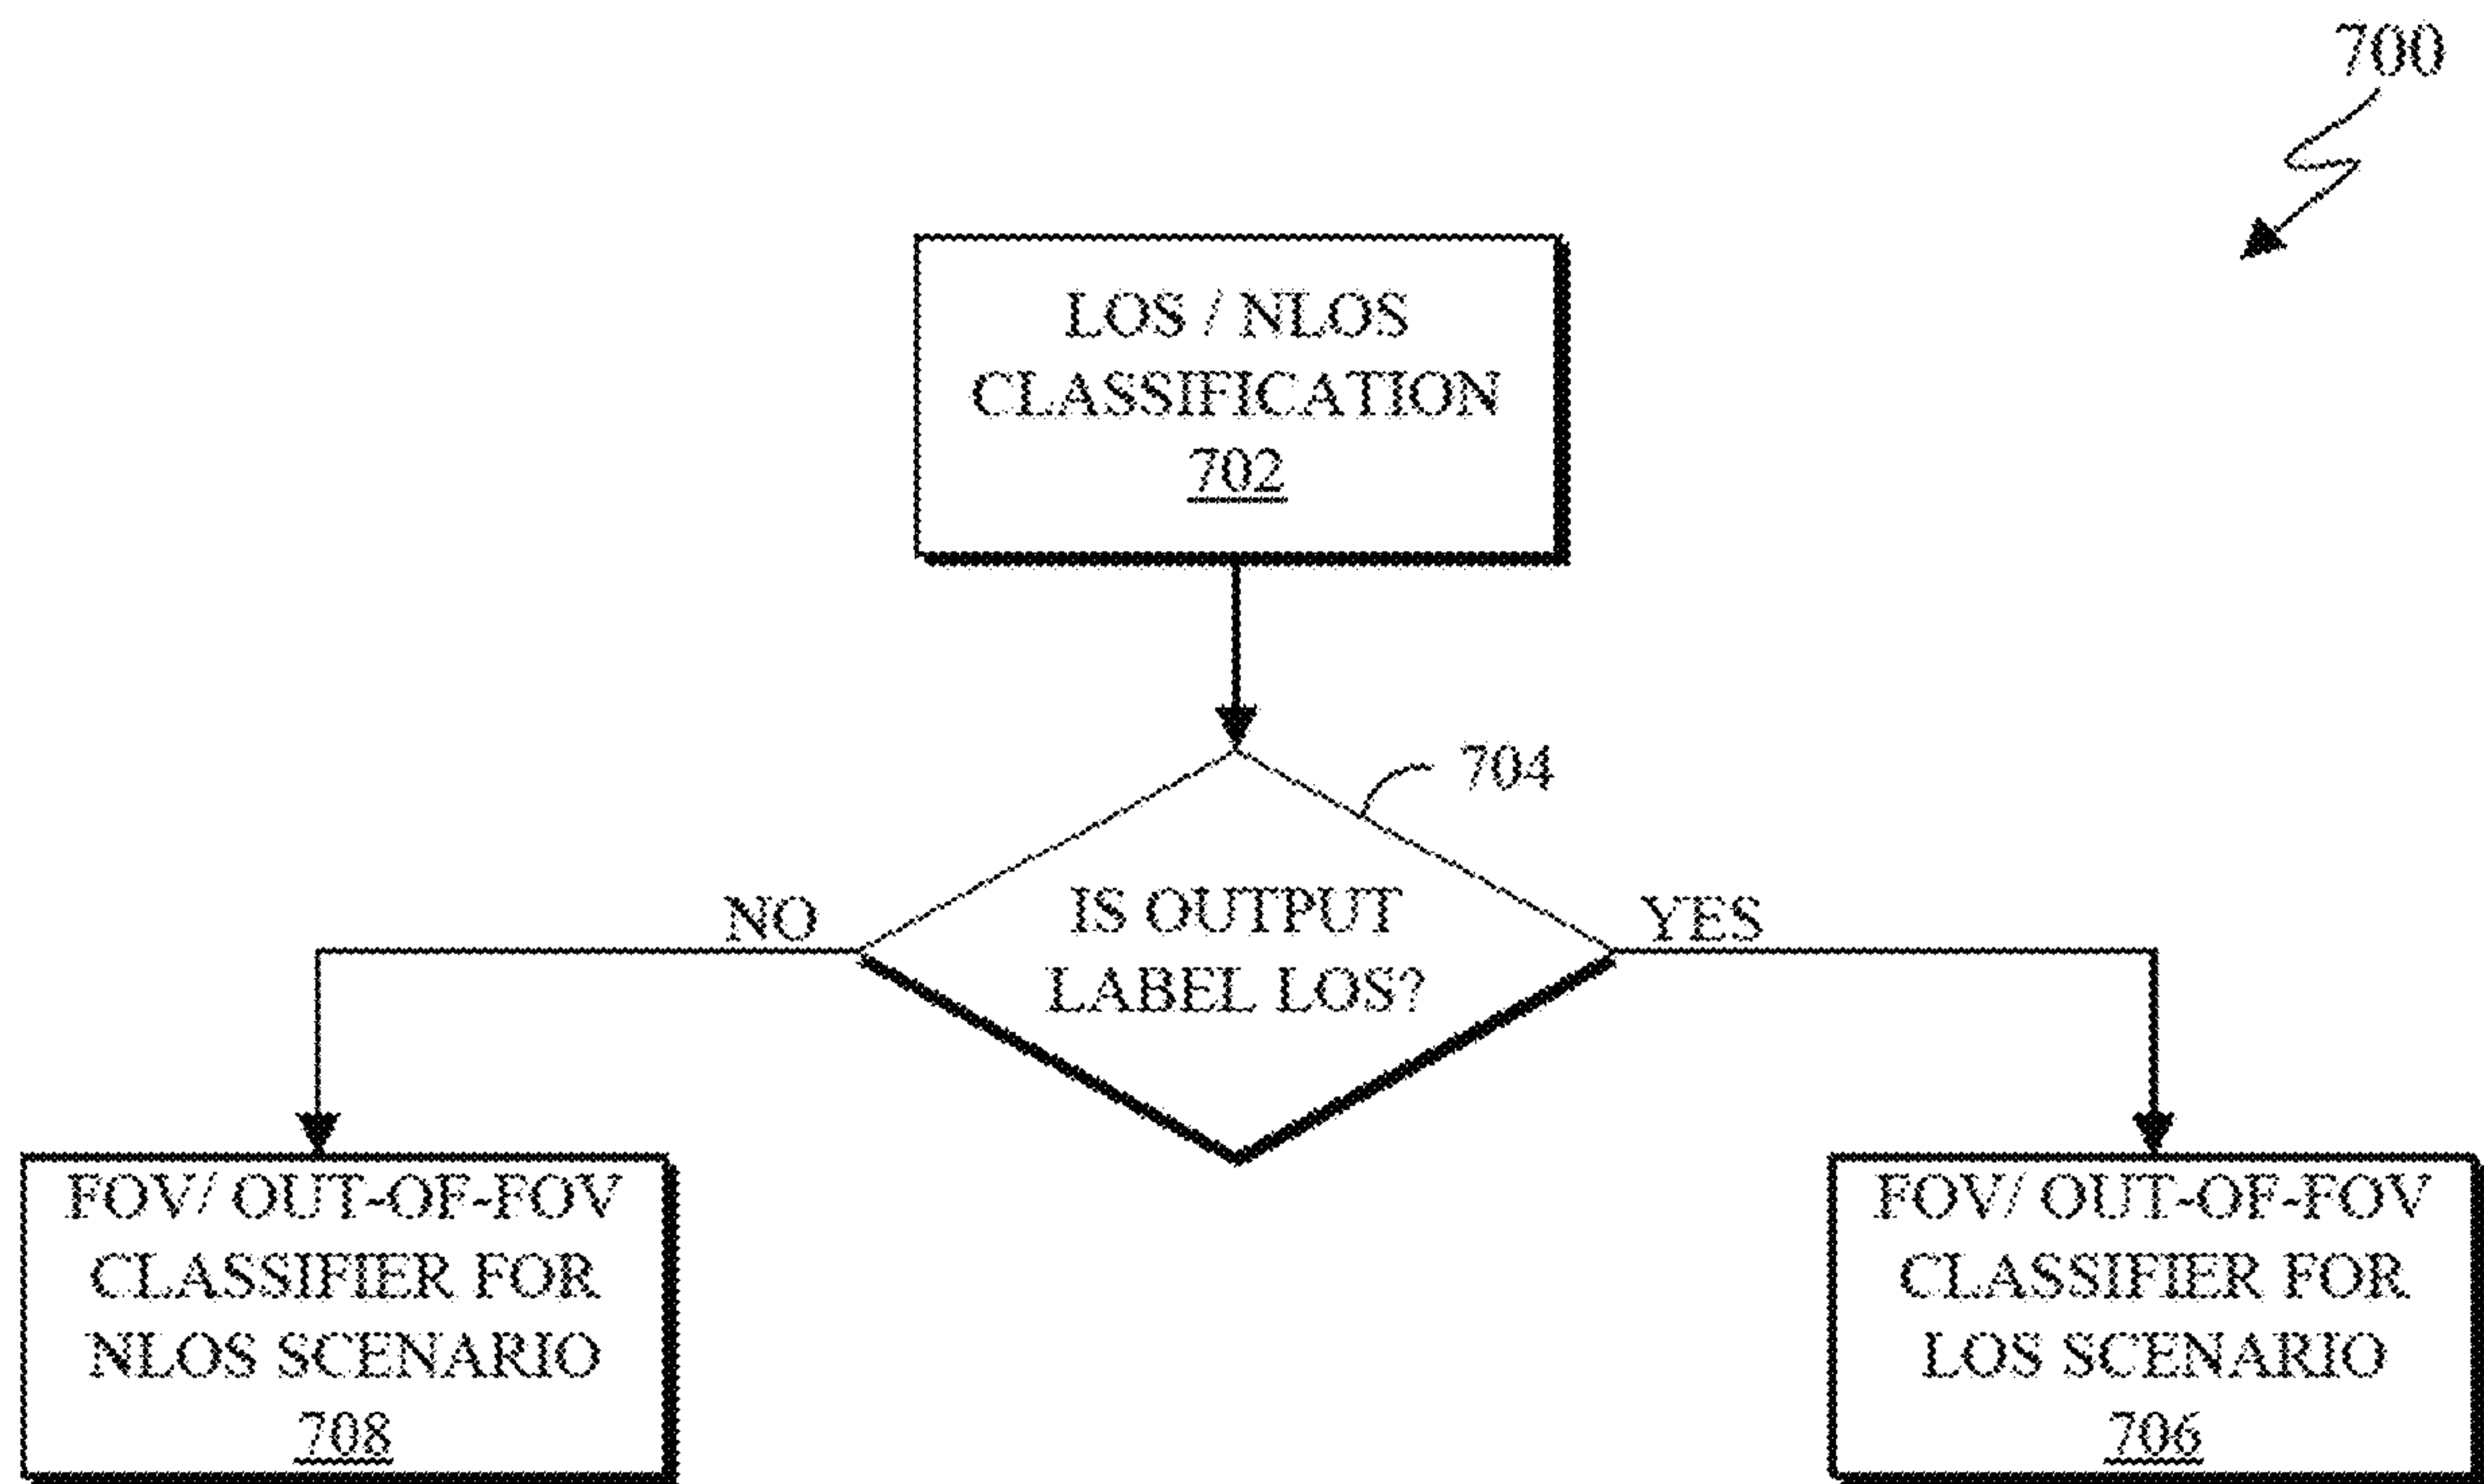 700
LOS / NLOS
CLASSIFICATION
702
704
IS OUTPUT
LABEL LOS?
NO
YES
FOV/ OUT-OF-FOV
CLASSIFIER FOR
NLOS SCENARIO
708
FOV/ OUT-OF-FOV
CLASSIFIER FOR
LOS SCENARIO
706